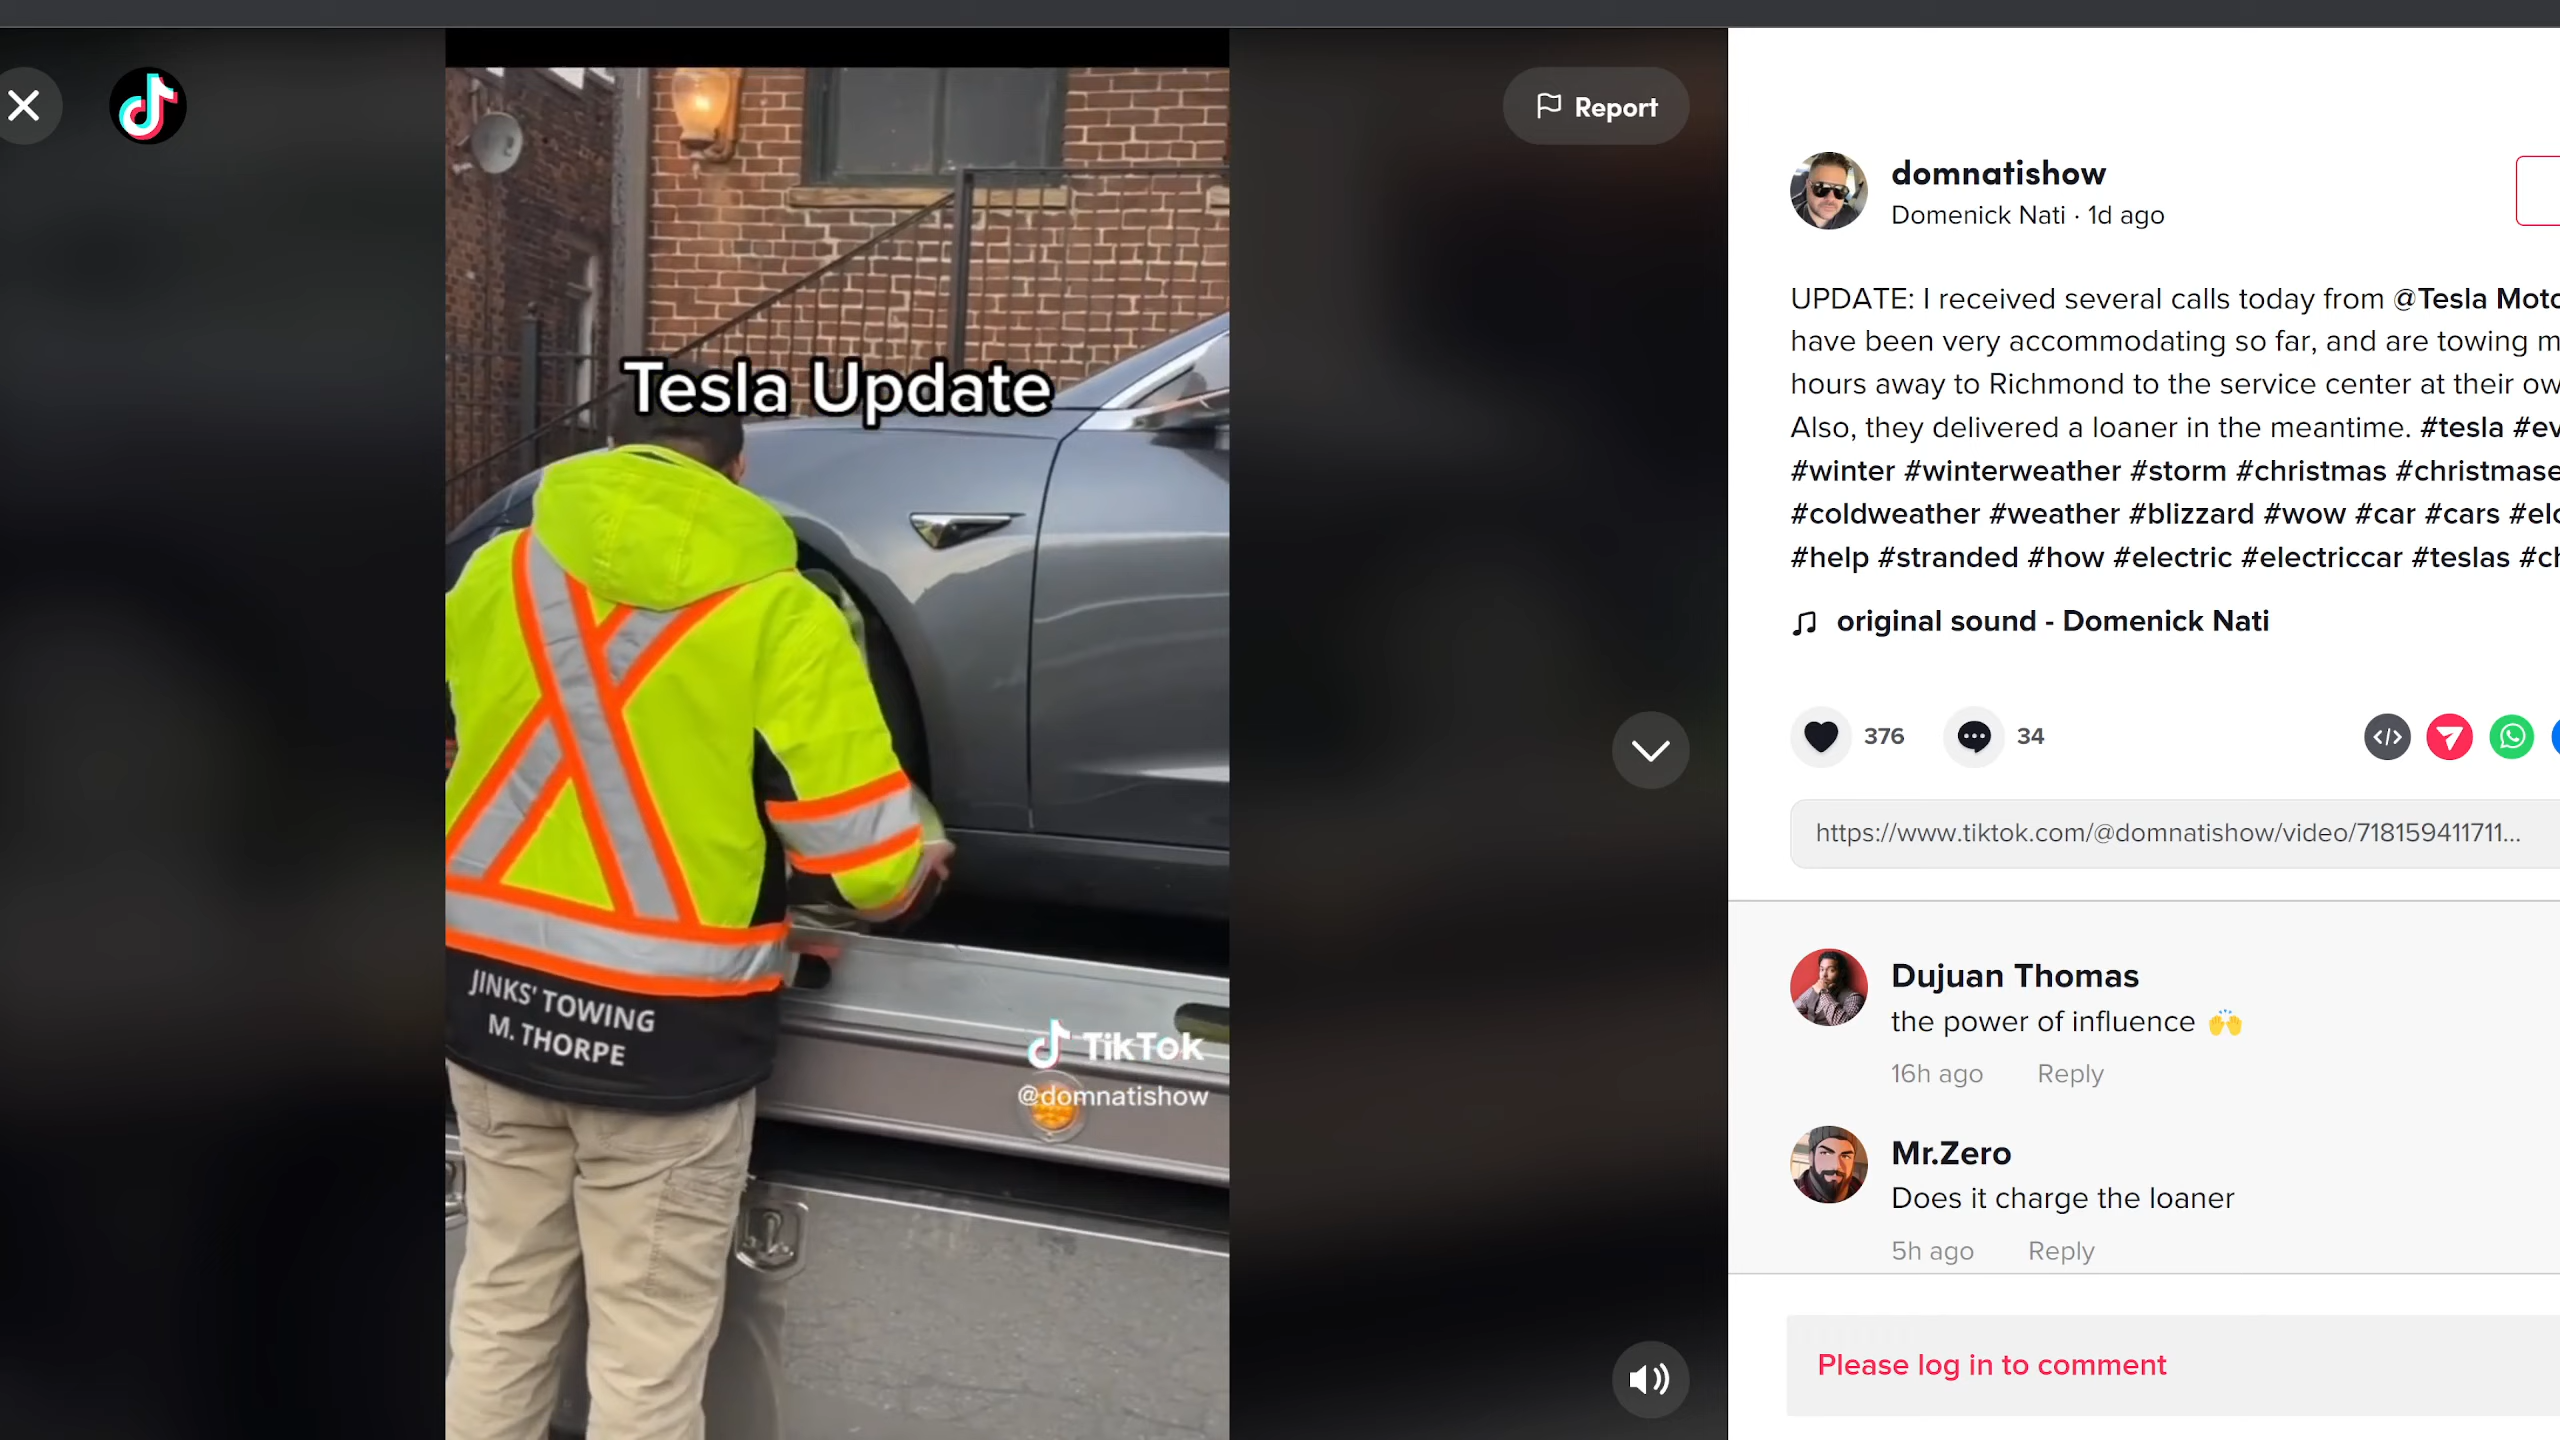 Report
Tesla Update
JINKS' TOWING
M. THORPE
TikTok
@domnatishow
domnatishow
Domenick Nati · 1d ago
UPDATE: I received several calls today from @Tesla
have been very accommodating so far, and are towing
hours away to Richmond to the service center at their
Also, they delivered a loaner in the meantime. #tesla
#winter #winterweather #storm #christmas
#coldweather #weather #blizzard #wow #car #cars
#help #stranded #how #electric #electriccar #teslas
original sound - Domenick Nati
376
34
https://www.tiktok.com/@domnatishow/video/718159411711...
Dujuan Thomas
the power of influence 🙌
16h ago Reply
Mr.Zero
Does it charge the loaner
5h ago Reply
Please log in to comment